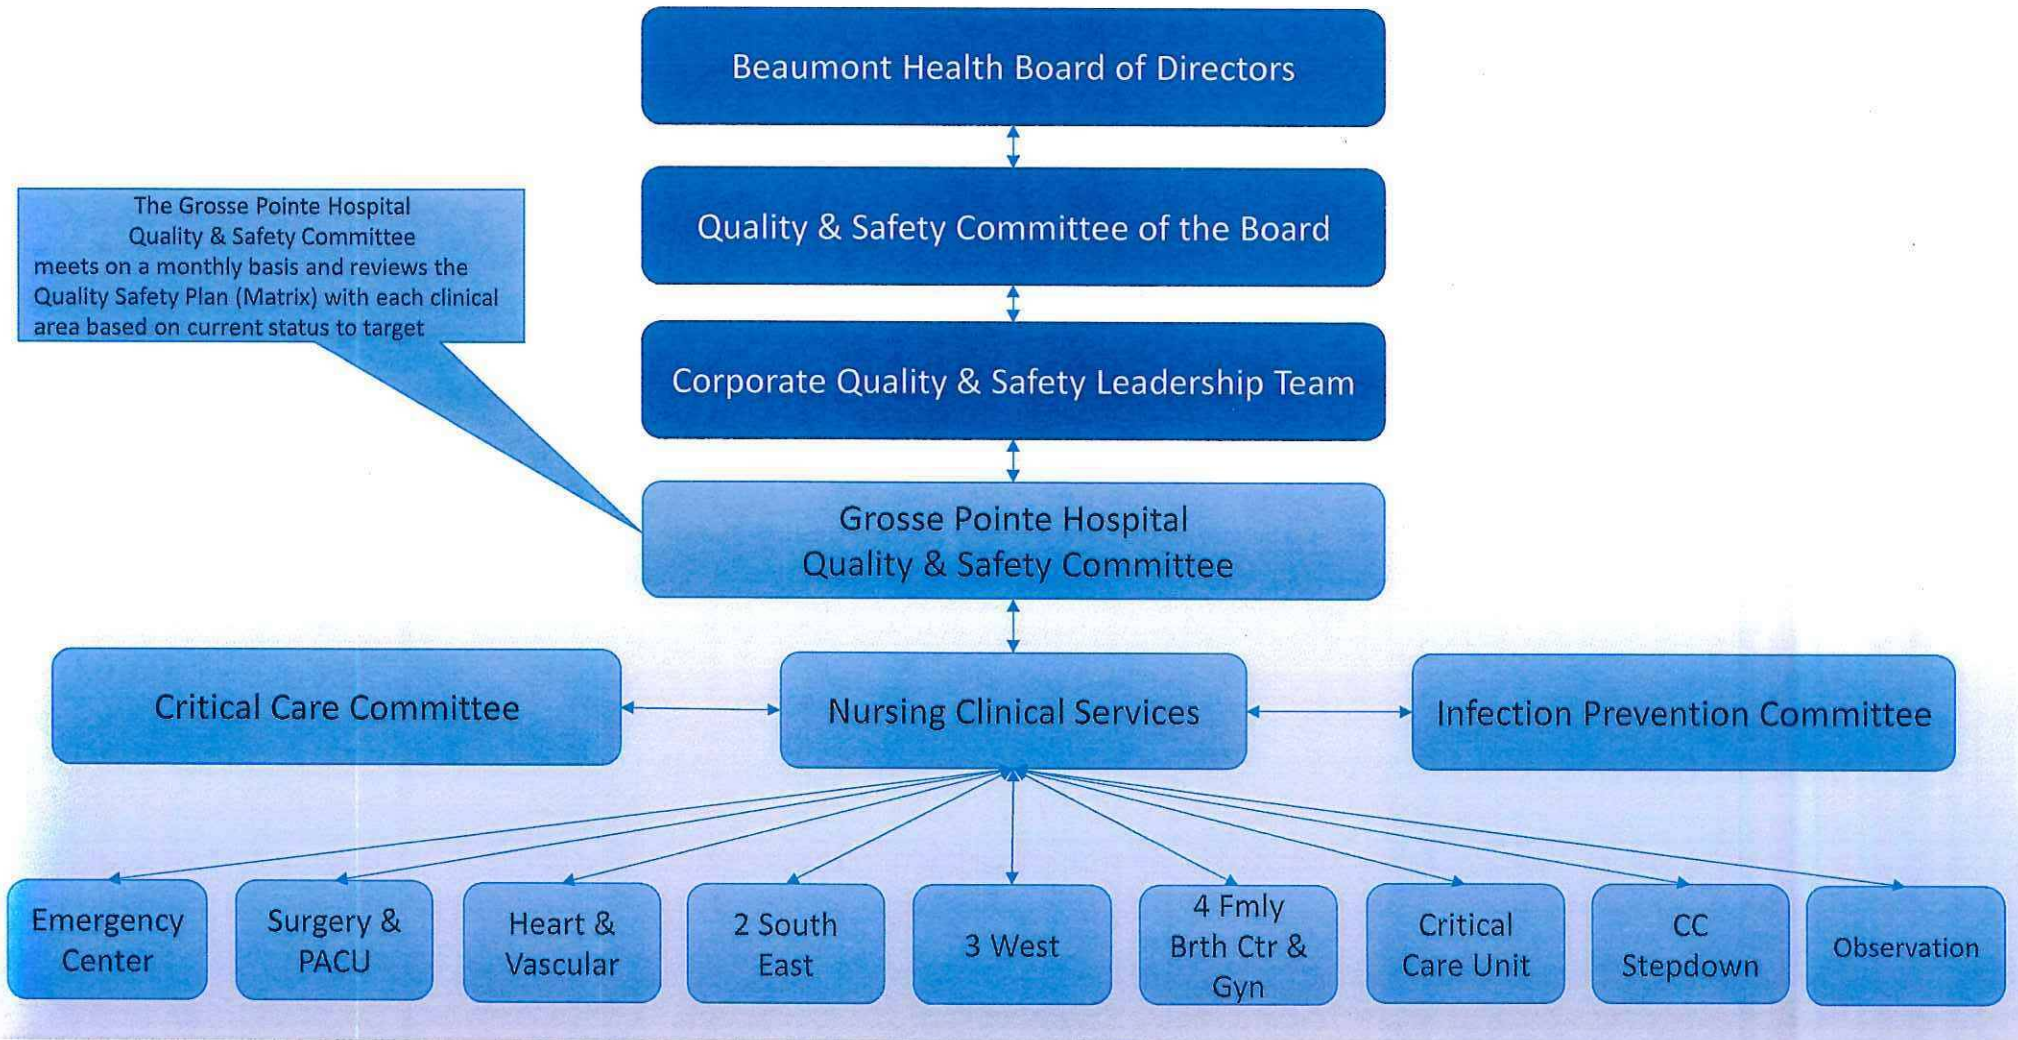 Beaumont Health Board of Directors
The Grosse Pointe Hospital
Quality & Safety Committee
meets on a monthly basis and reviews the
Quality Safety Plan (Matrix) with each clinical
area based on current status to target
Quality & Safety Committee of the Board
Corporate Quality & Safety Leadership Team
Grosse Pointe Hospital
Quality & Safety Committee
Critical Care Committee
Nursing Clinical Services
Infection Prevention Committee
Emergency
Center
Surgery &
PACU
Heart &
Vascular
2 South
East
3 West
4 Fmly
Brth Ctr &
Gyn
Critical
Care Unit
CC
Stepdown
Observation